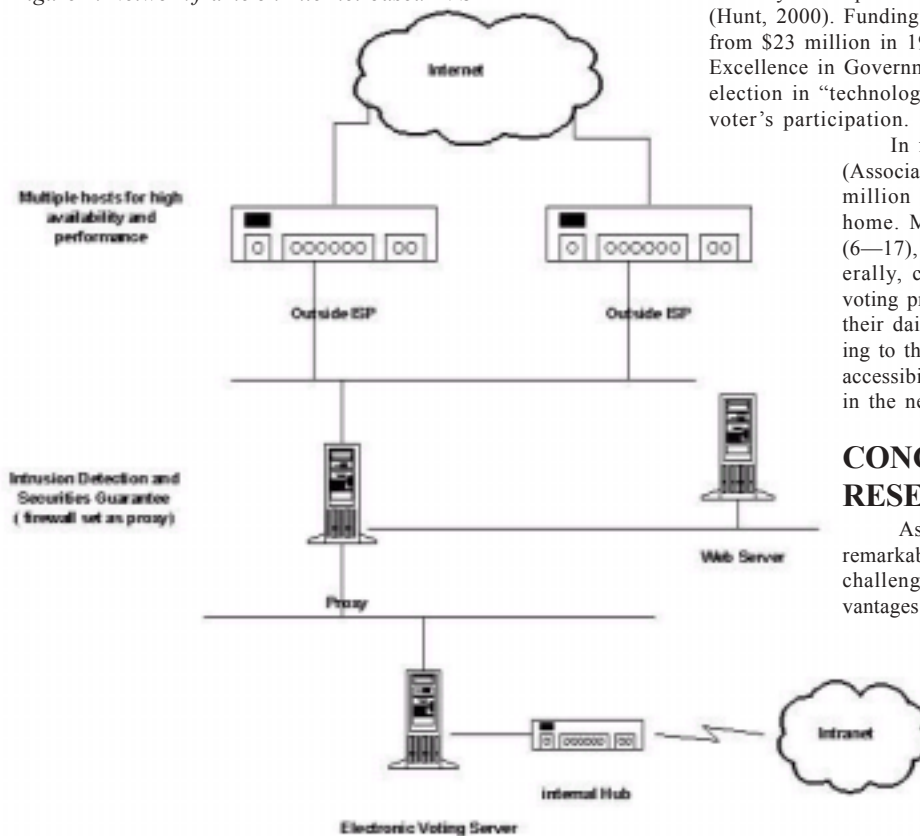 (Hunt, 2000). Funding
from $23 million in 19
Excellence in Governm
election in “technolog
voter’s participation.
In
(Associa
million
home. M
(6—17),
erally, c
voting pr
their dai
ing to th
accessibi
in the ne
CONC
RESE
As
remarkab
challeng
vantages
Internet
Multiple hosts for high
availability and
performance
Outside ISP
Outside ISP
Intrusion Detection and
Securities Guarantee
( firewall set as proxy)
Web Server
Proxy
Intranet
internal Hub
Electronic Voting Server